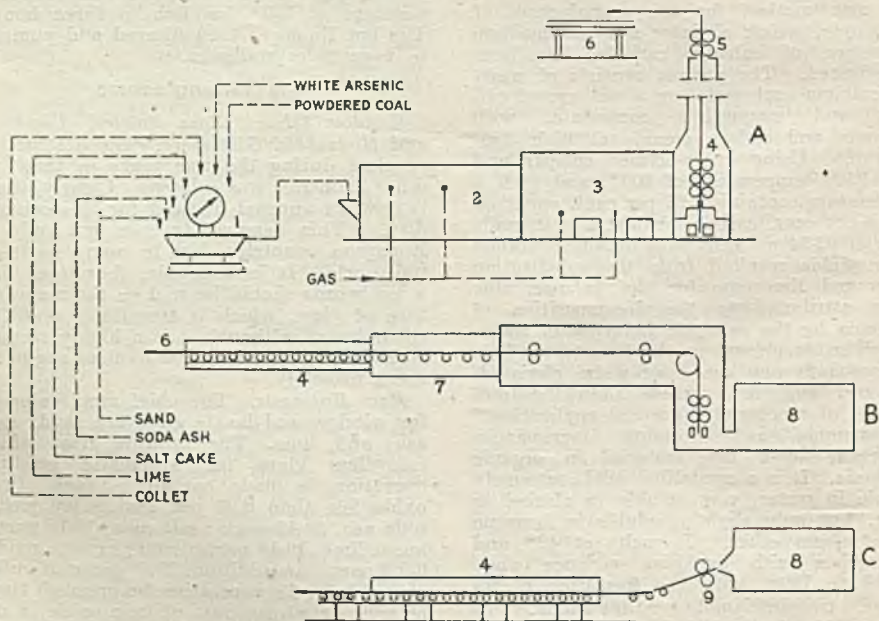 WHITE ARSENIC
POWDERED COAL
6
5
A
4
2
3
GAS
6
4
7
8
B
SAND
SODA ASH
SALT CAKE
LIME
COLLET
4
9
8
C